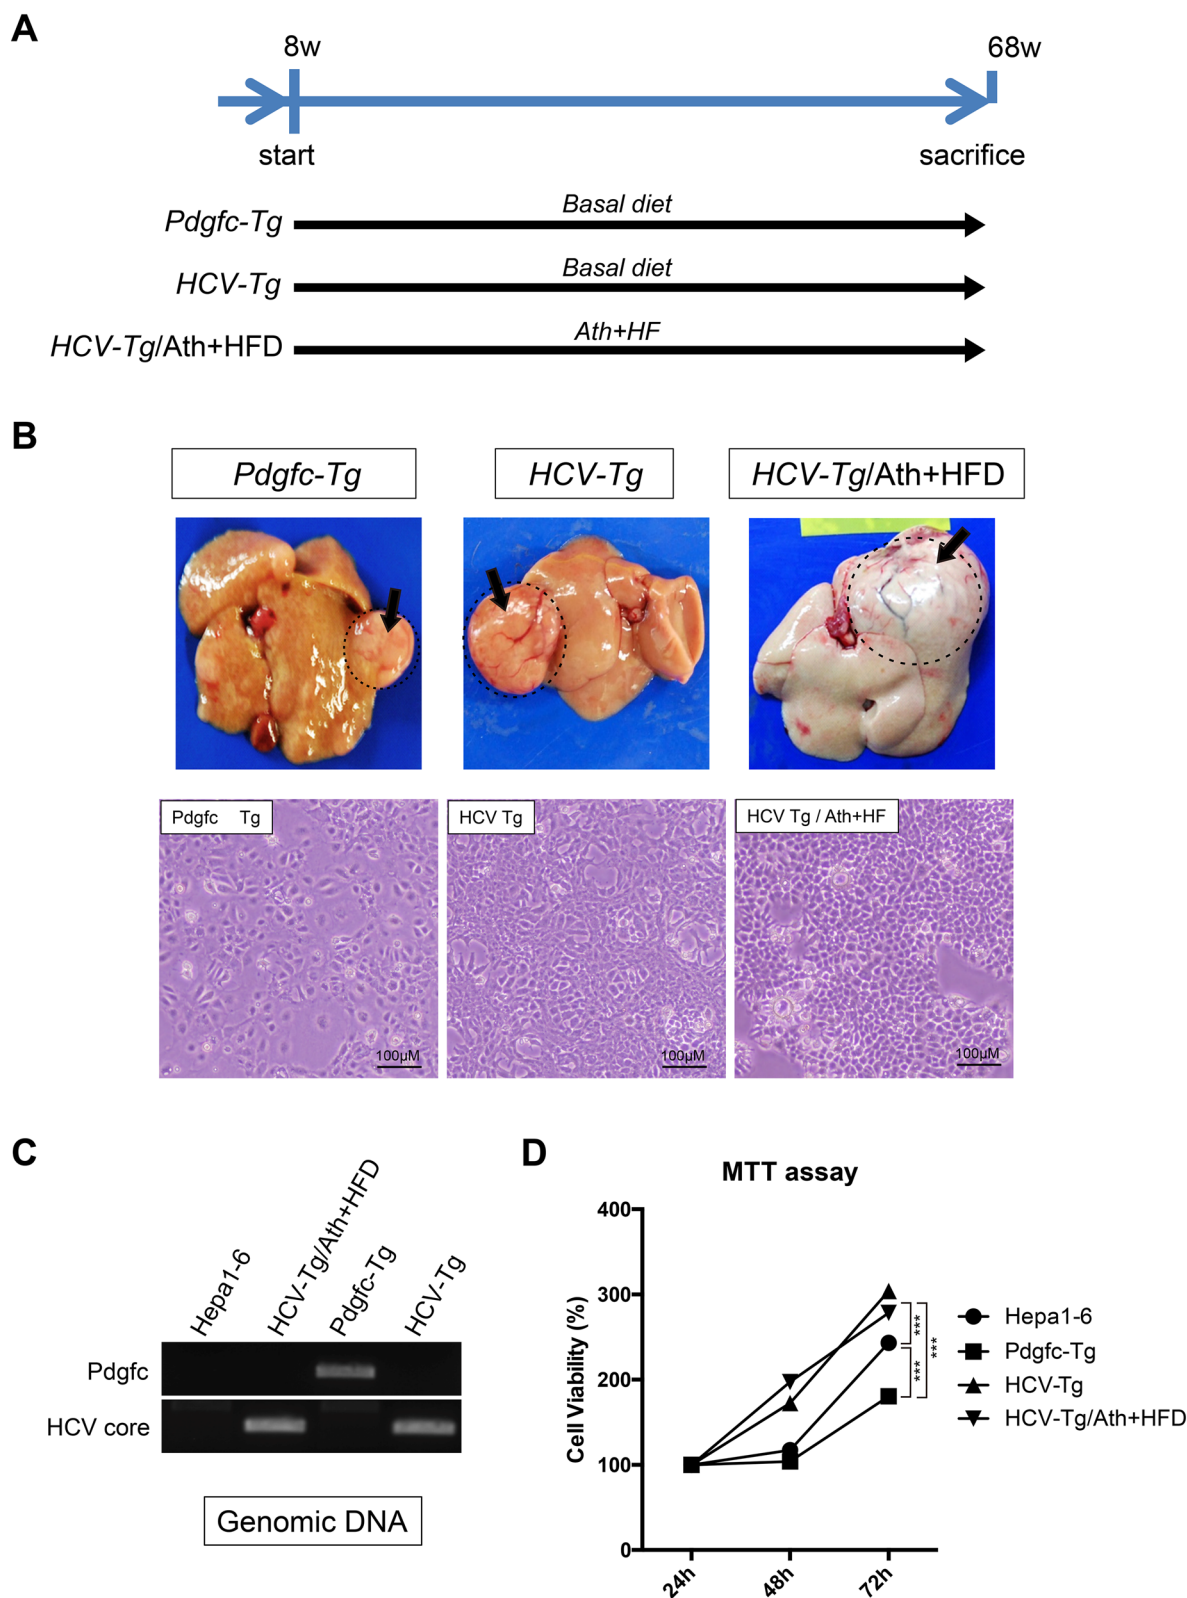 A
8w
68w
start
sacrifice
Pdgfc-Tg
Basal diet
HCV-Tg
Basal diet
HCV-Tg/Ath+HFD
Ath+HF
B
Pdgfc-Tg
HCV-Tg
HCV-Tg/Ath+HFD
Pdgfc Tg
HCV Tg
HCV Tg / Ath+HF
100μM
100μM
100μM
C
Hepa1-6
HCV-Tg/Ath+HFD
Pdgfc-Tg
HCV-Tg
Pdgfc
HCV core
Genomic DNA
D
MTT assay
Cell Viability (%)
400
300
200
100
0
24h
48h
72h
***
***
***
Hepa1-6
Pdgfc-Tg
HCV-Tg
HCV-Tg/Ath+HFD